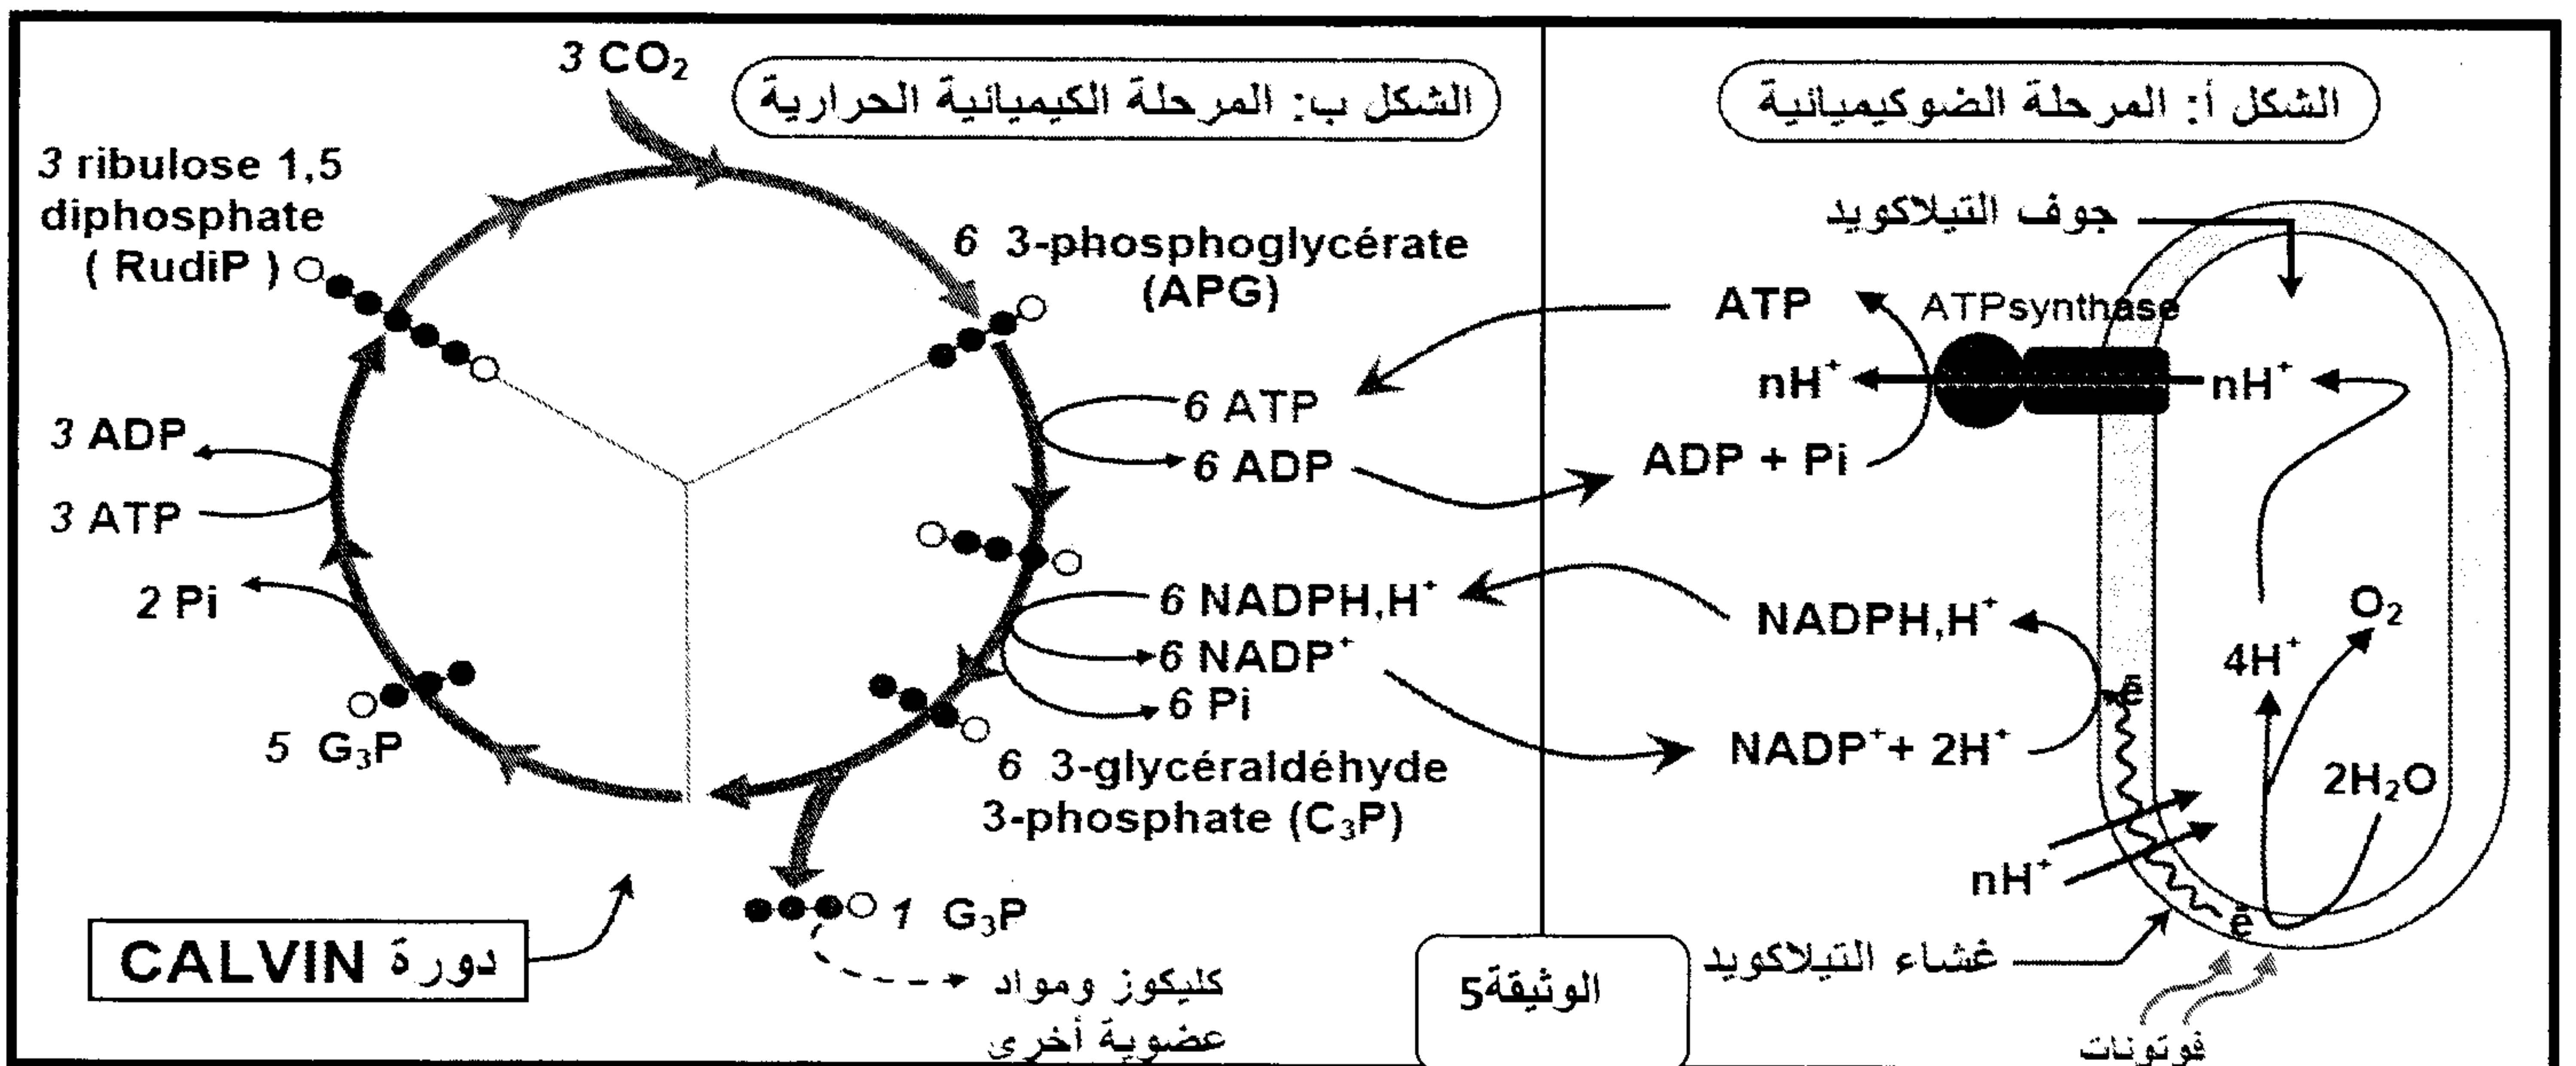 الشكل أ: المرحلة الضوكيميائية
جوف التيلاكويد
ATPsynthase
ATP
nH⁺
nH⁺
ADP + Pi
NADPH,H⁺
O₂
4H⁺
ē
NADP⁺+ 2H⁺
2H₂O
nH⁺
ē
غشاء التيلاكويد
فوتونات
الشكل ب: المرحلة الكيميائية الحرارية
3 CO₂
3 ribulose 1,5
diphosphate
( RudiP )
6 3-phosphoglycérate
(APG)
6 ATP
6 ADP
6 NADPH,H⁺
6 NADP⁺
6 Pi
6 3-glycéraldéhyde
3-phosphate (C₃P)
1 G₃P
كليكوز ومواد
عضوية أخرى
5 G₃P
2 Pi
3 ATP
3 ADP
دورة CALVIN
الوثيقة5